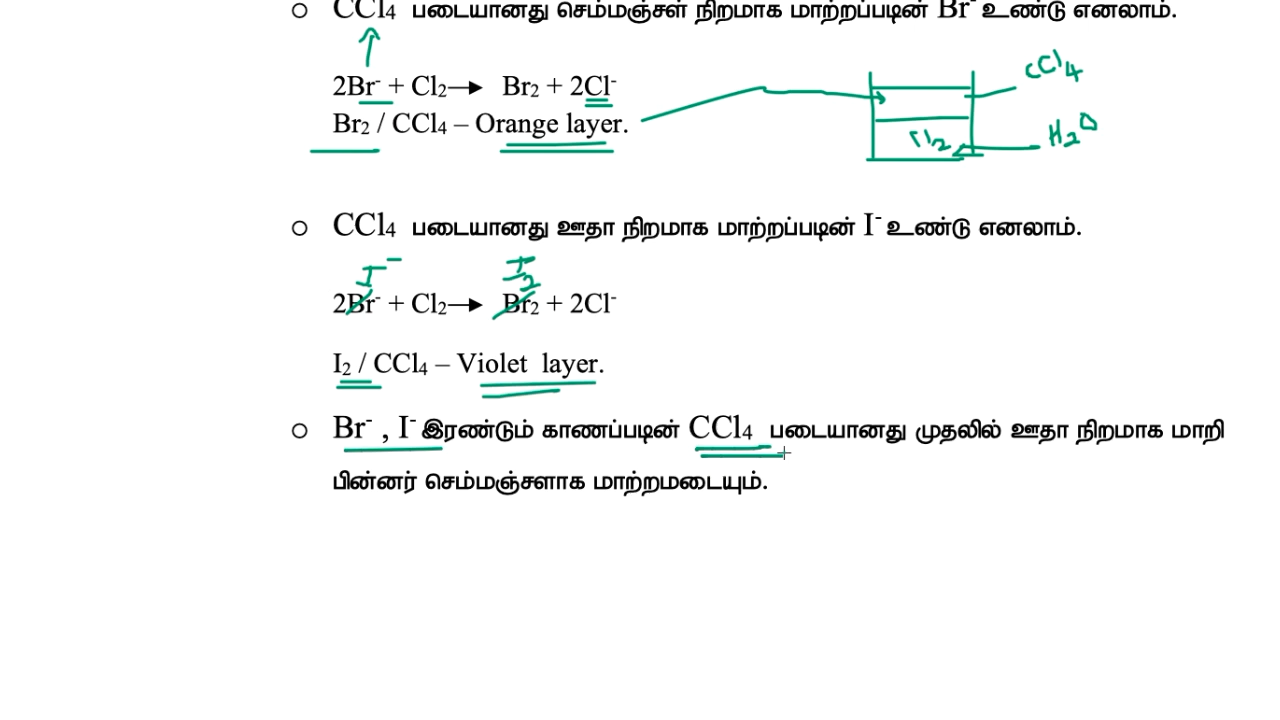 ○ CCl₄ படையானது செம்மஞ்சள் நிறமாக மாற்றப்படின் Br⁻ உண்டு எனலாம்.
CCl₄
2Br⁻ + Cl₂→ Br₂ + 2Cl⁻
Br₂ / CCl₄ – Orange layer.
Cl₂
H₂O
○ CCl₄ படையானது ஊதா நிறமாக மாற்றப்படின் I⁻ உண்டு எனலாம்.
I⁻ I₂
2Br⁻ + Cl₂→ Br₂ + 2Cl⁻
I₂ / CCl₄ – Violet layer.
○ Br⁻ , I⁻ இரண்டும் காணப்படின் CCl₄ படையானது முதலில் ஊதா நிறமாக மாறி
பின்னர் செம்மஞ்சளாக மாற்றமடையும்.